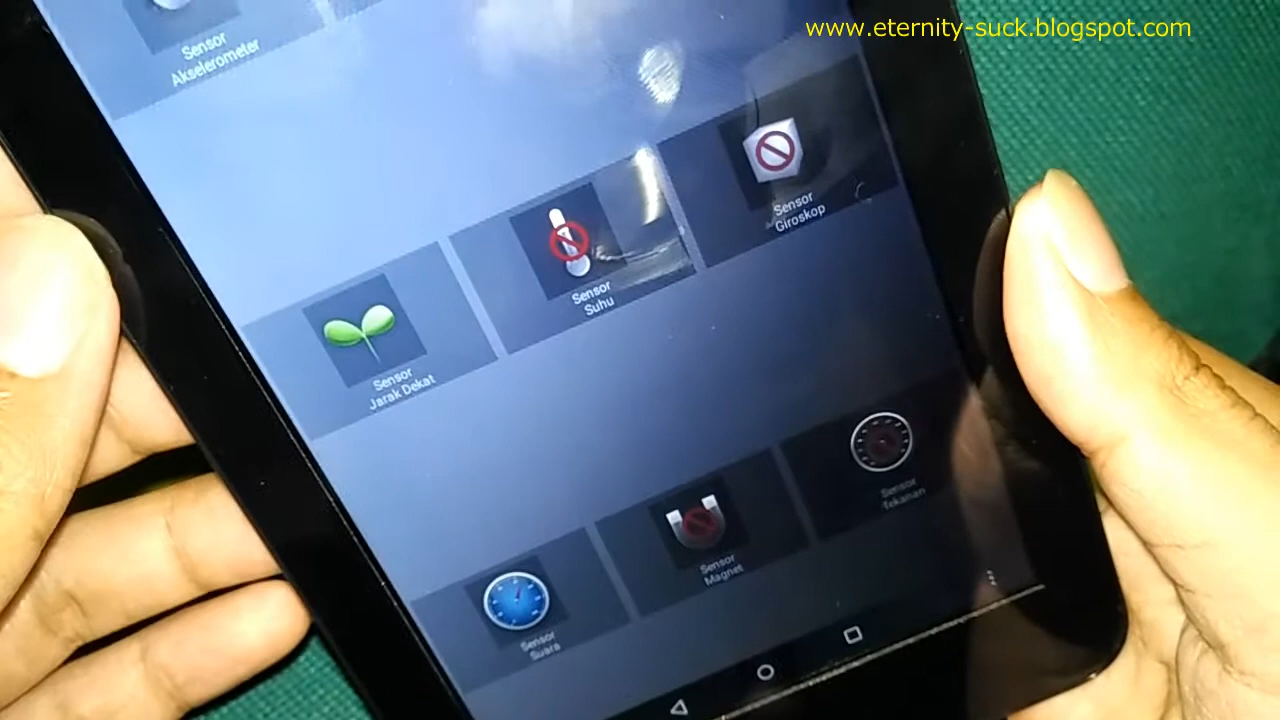 www.eternity-suck.blogspot.com
Sensor
Akselerometer
Sensor
Jarak Dekat
Sensor
Suhu
Sensor
Giroskop
Sensor
Suara
Sensor
Magnet
Sensor
Tekanan